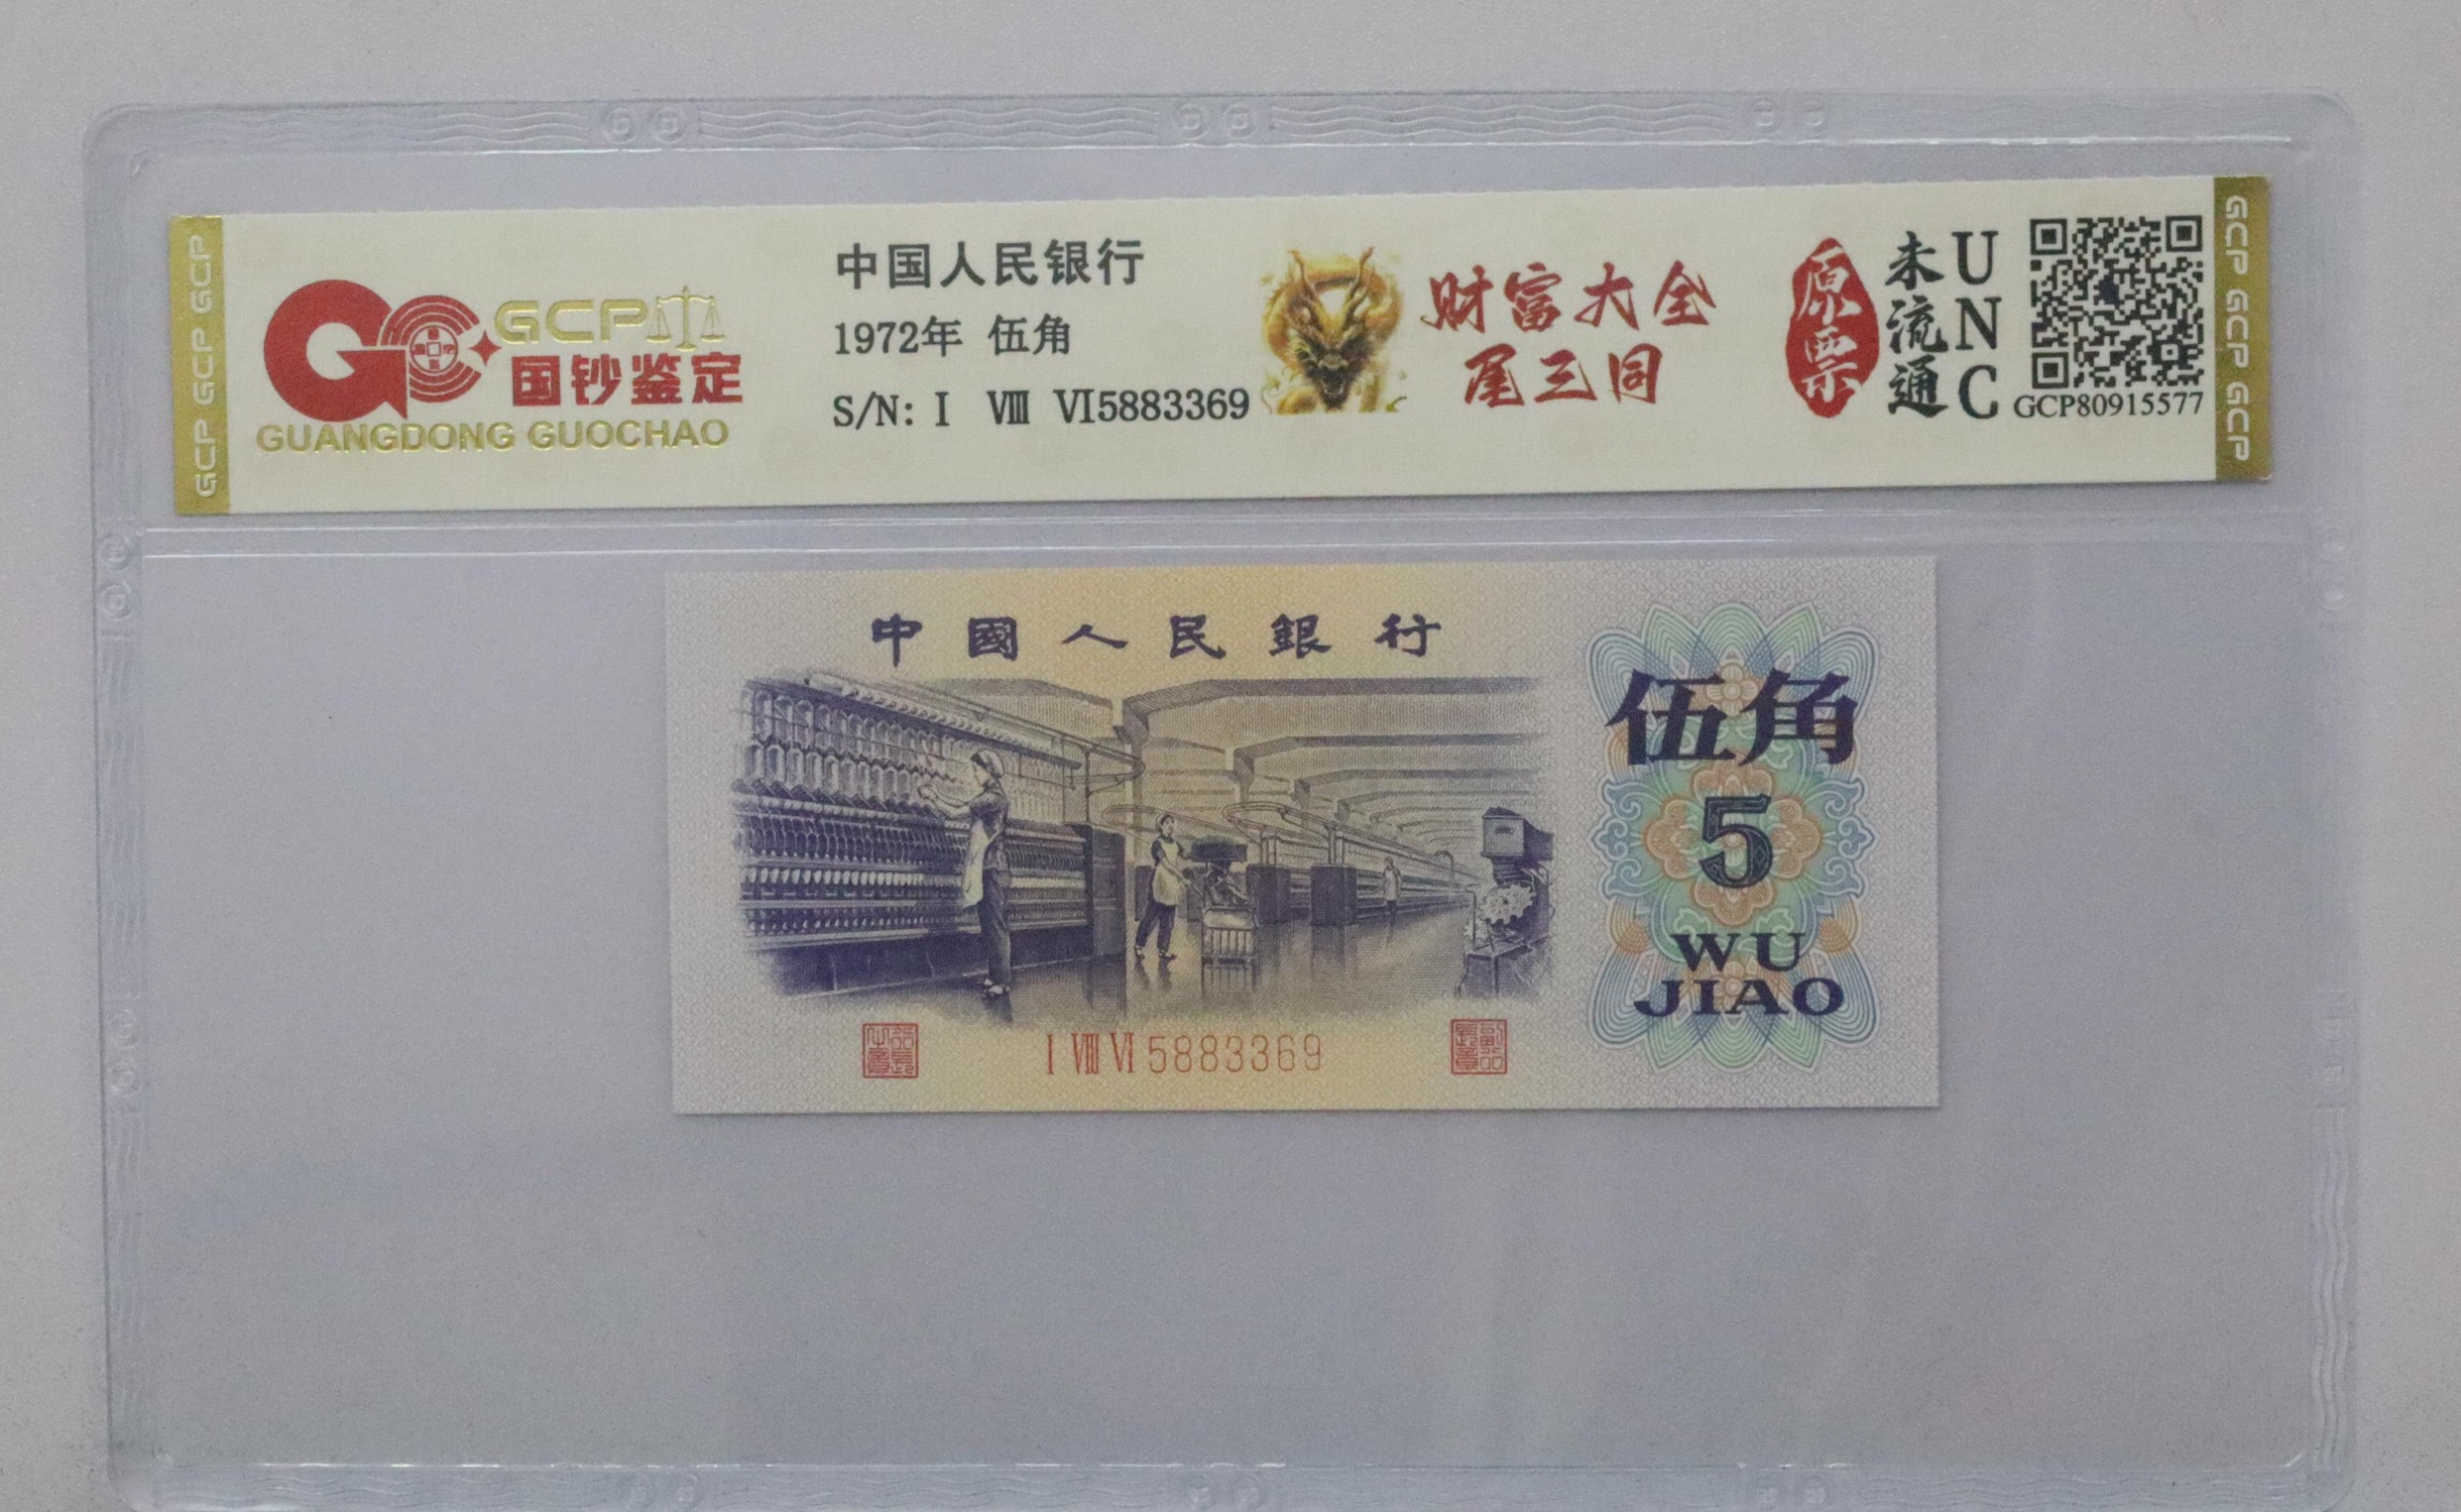 GCP GCP GCP
GCP
国钞鉴定
GUANGDONG GUOCHAO
中国人民银行
1972年 伍角
S/N: I Ⅷ Ⅵ5883369
财富大全
尾三同
原票
未流通
UNC
GCP80915577
GCP GCP GCP
中國人民銀行
伍角
5
WU
JIAO
I Ⅷ Ⅵ 5883369